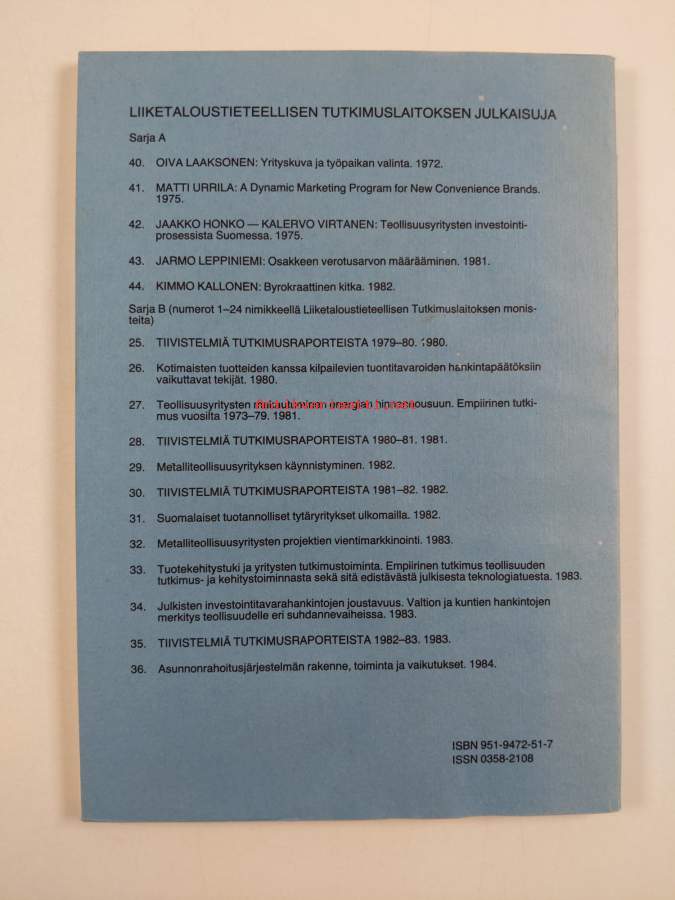 LIIKETALOUSTIETEELLISEN TUTKIMUSLAITOKSEN JULKAISUJA
Sarja A
40. OIVA LAAKSONEN: Yrityskuva ja työpaikan valinta. 1972.
41. MATTI URRILA: A Dynamic Marketing Program for New Convenience Brands.
1975.
42. JAAKKO HONKO — KALERVO VIRTANEN: Teollisuusyritysten investointi-
prosessista Suomessa. 1975.
43. JARMO LEPPINIEMI: Osakkeen verotusarvon määrääminen. 1981.
44. KIMMO KALLONEN: Byrokraattinen kitka. 1982.
Sarja B (numerot 1–24 nimikkeellä Liiketaloustieteellisen Tutkimuslaitoksen monis-
teita)
25. TIIVISTELMIÄ TUTKIMUSRAPORTEISTA 1979–80. 1980.
26. Kotimaisten tuotteiden kanssa kilpailevien tuontitavaroiden hankintapäätöksiin
vaikuttavat tekijät. 1980.
27. Teollisuusyritysten energian hinnannousuun. Empiirinen tutki-
mus vuosilta 1973–79. 1981.
28. TIIVISTELMIÄ TUTKIMUSRAPORTEISTA 1980–81. 1981.
29. Metalliteollisuusyrityksen käynnistyminen. 1982.
30. TIIVISTELMIÄ TUTKIMUSRAPORTEISTA 1981–82. 1982.
31. Suomalaiset tuotannolliset tytäryritykset ulkomailla. 1982.
32. Metalliteollisuusyritysten projektien vientimarkkinointi. 1983.
33. Tuotekehitystuki ja yritysten tutkimustoiminta. Empiirinen tutkimus teollisuuden
tutkimus- ja kehitystoiminnasta sekä sitä edistävästä julkisesta teknologiatuesta. 1983.
34. Julkisten investointitavarahankintojen joustavuus. Valtion ja kuntien hankintojen
merkitys teollisuudelle eri suhdannevaiheissa. 1983.
35. TIIVISTELMIÄ TUTKIMUSRAPORTEISTA 1982–83. 1983.
36. Asunnonrahoitusjärjestelmän rakenne, toiminta ja vaikutukset. 1984.
ISBN 951-9472-51-7
ISSN 0358-2108